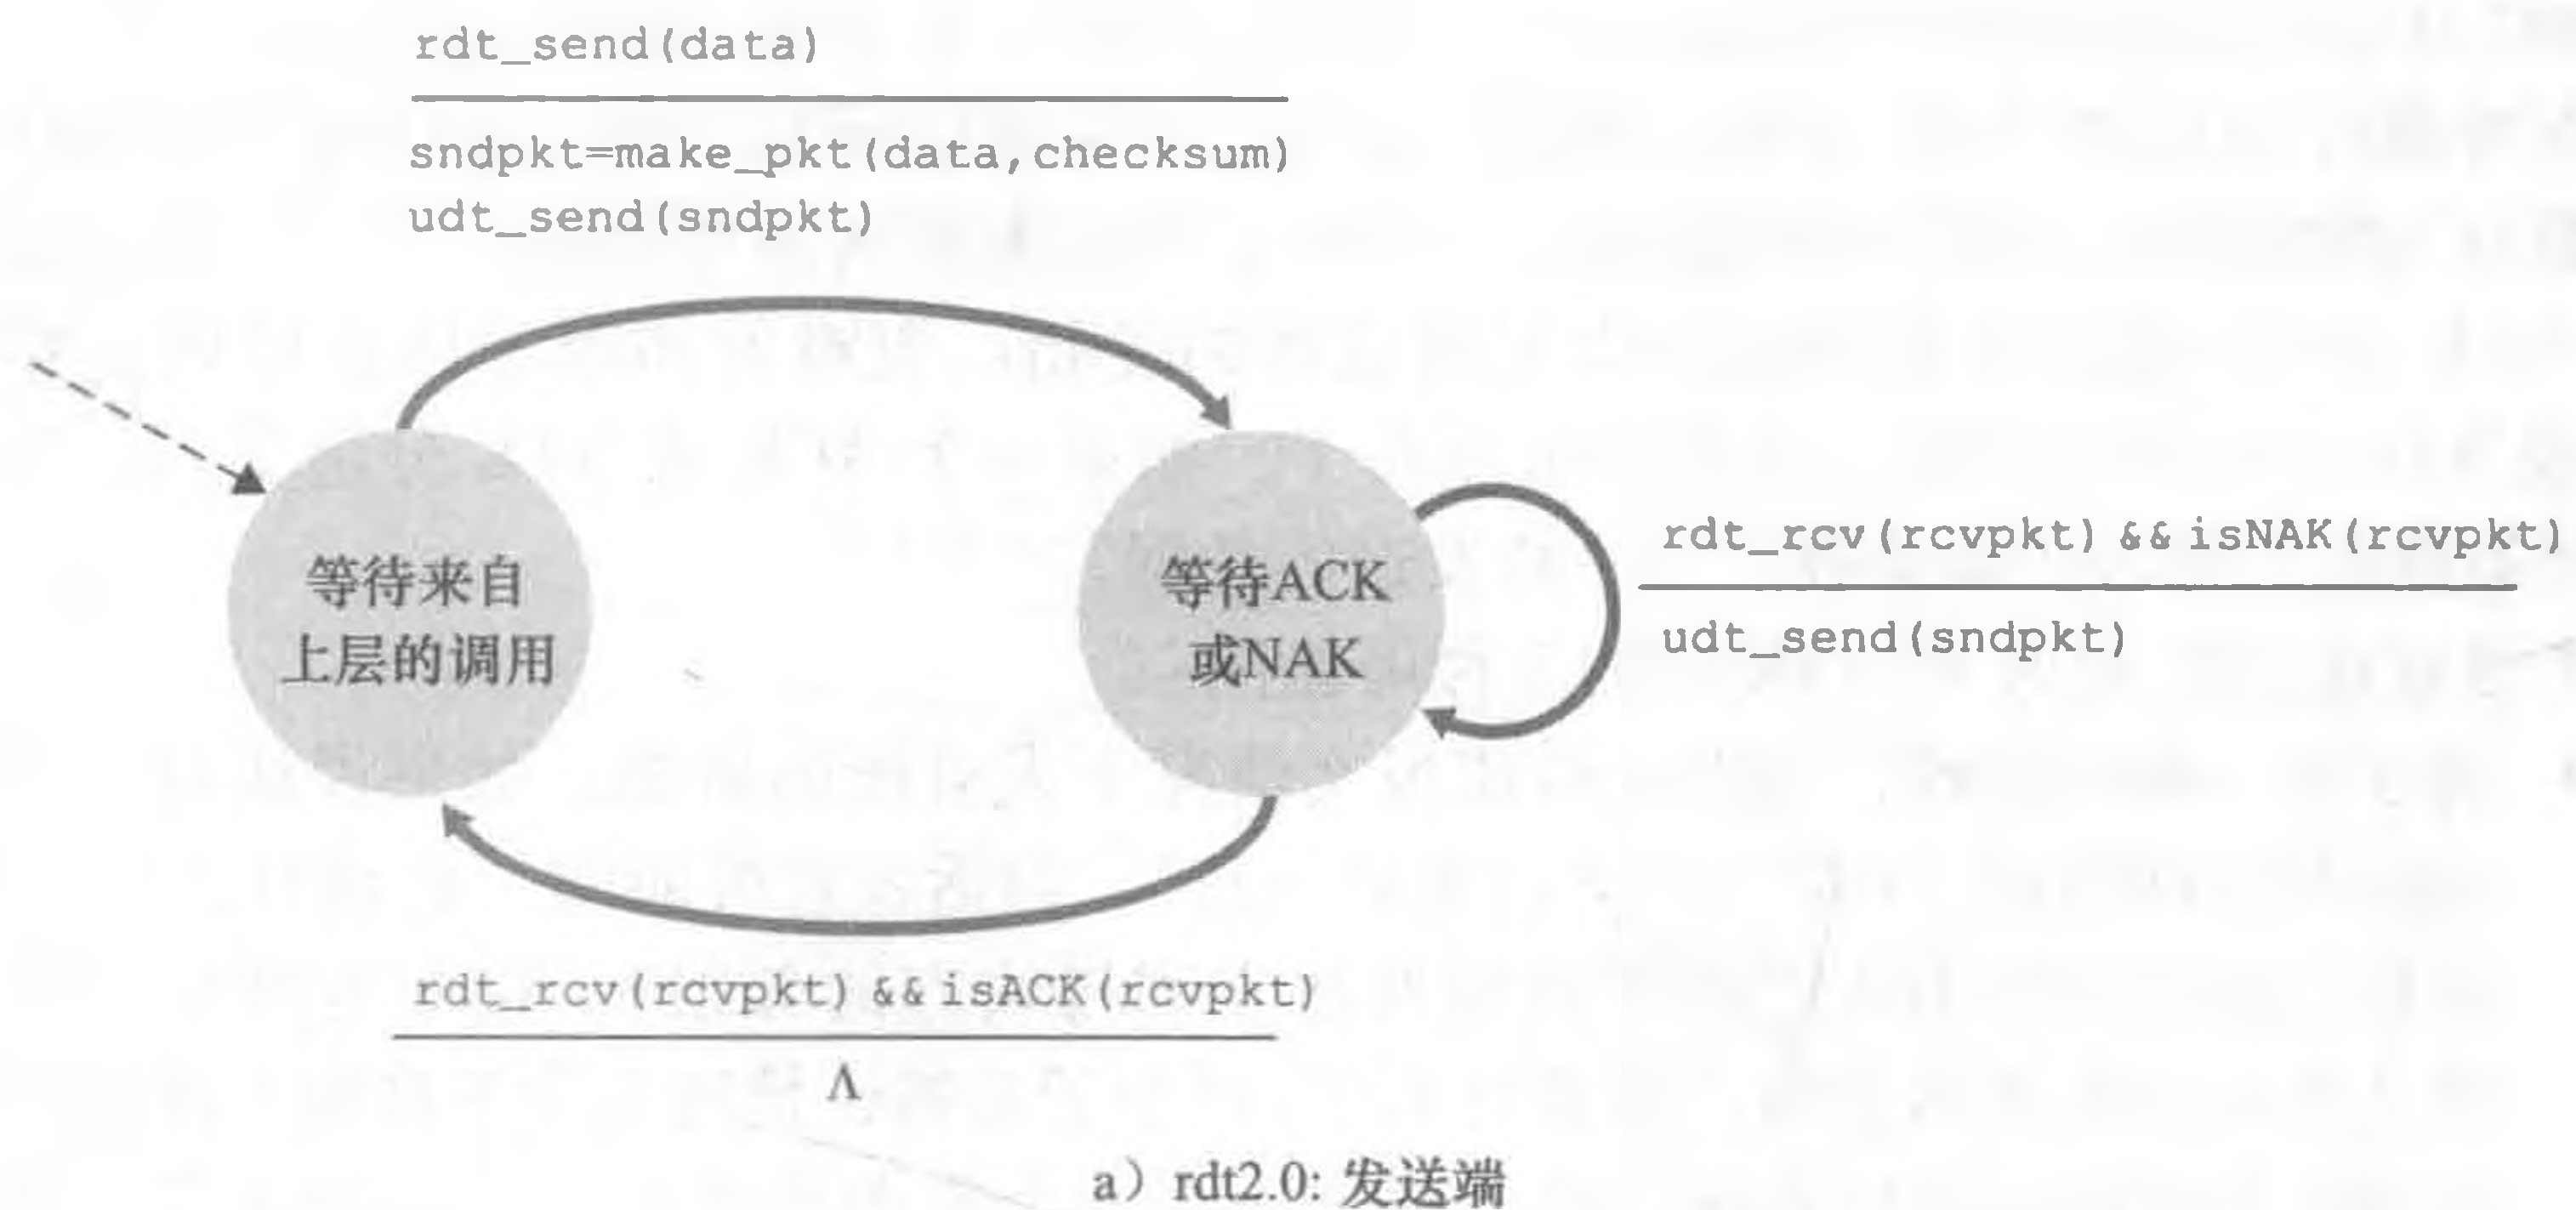 rdt_send(data)
sndpkt=make_pkt(data,checksum)
udt_send(sndpkt)
等待来自
上层的调用
等待ACK
或NAK
rdt_rcv(rcvpkt) && isNAK(rcvpkt)
udt_send(sndpkt)
rdt_rcv(rcvpkt) && isACK(rcvpkt)
Λ
a) rdt2.0: 发送端